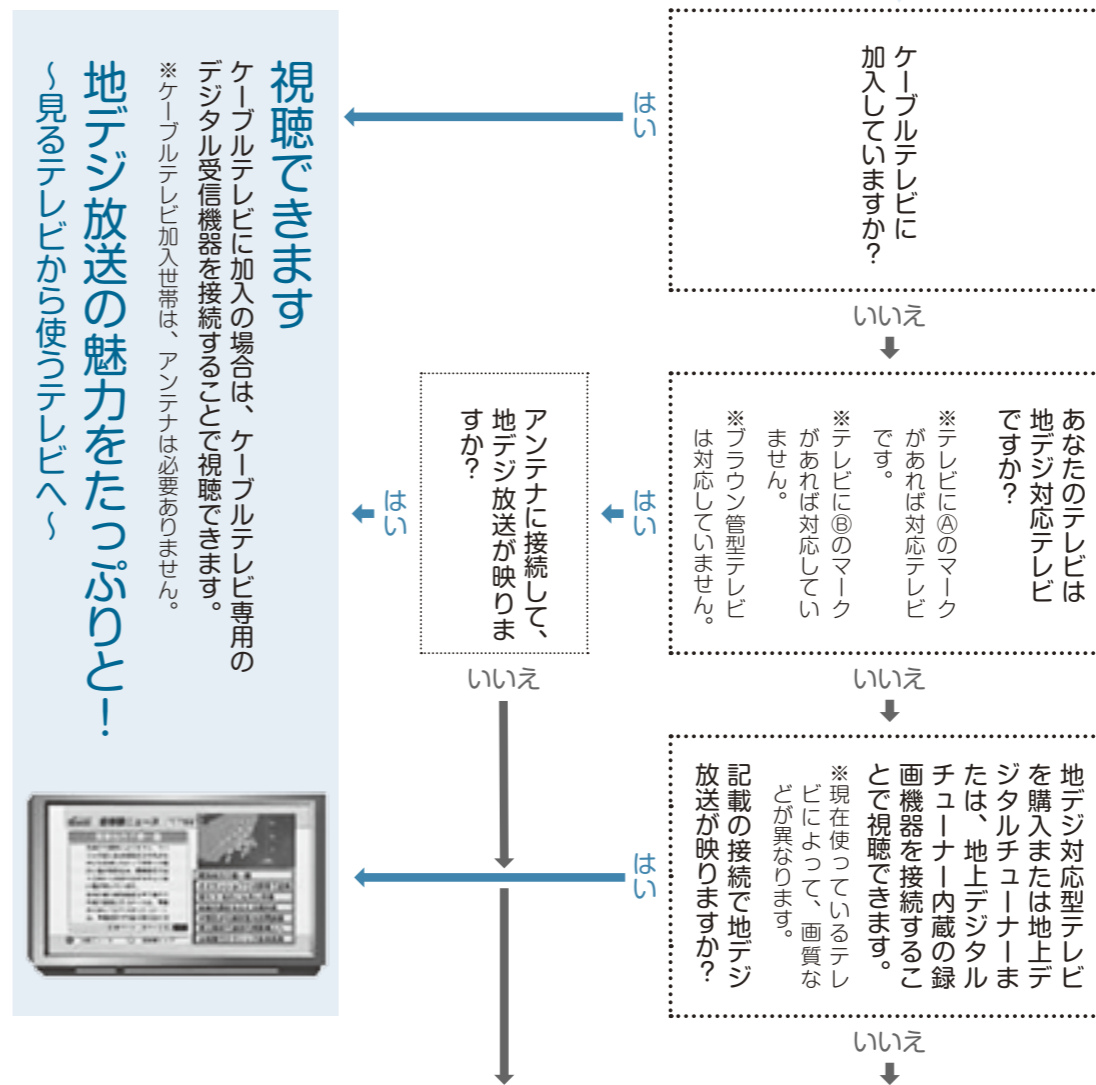 ケーブルテレビに
加入していますか？
はい
いいえ
あなたのテレビは
地デジ対応テレビ
ですか？
※テレビにⒶのマーク
があれば対応テレビ
です。
※テレビにⒷのマーク
があれば対応してい
ません。
※ブラウン管型テレビ
は対応していません。
はい
いいえ
地デジ対応型テレビ
を購入または地上デ
ジタルチューナーま
たは、地上デジタル
チューナー内蔵の録
画機器を接続するこ
とで視聴できます。
※現在使っているテレ
ビによって、画質な
どが異なります。
記載の接続で地デジ
放送が映りますか？
はい
いいえ
アンテナに接続して、
地デジ放送が映りま
すか？
はい
いいえ
視聴できます
ケーブルテレビに加入の場合は、ケーブルテレビ専用の
デジタル受信機器を接続することで視聴できます。
※ケーブルテレビ加入世帯は、アンテナは必要ありません。
地デジ放送の魅力をたっぷりと！
～見るテレビから使うテレビへ～